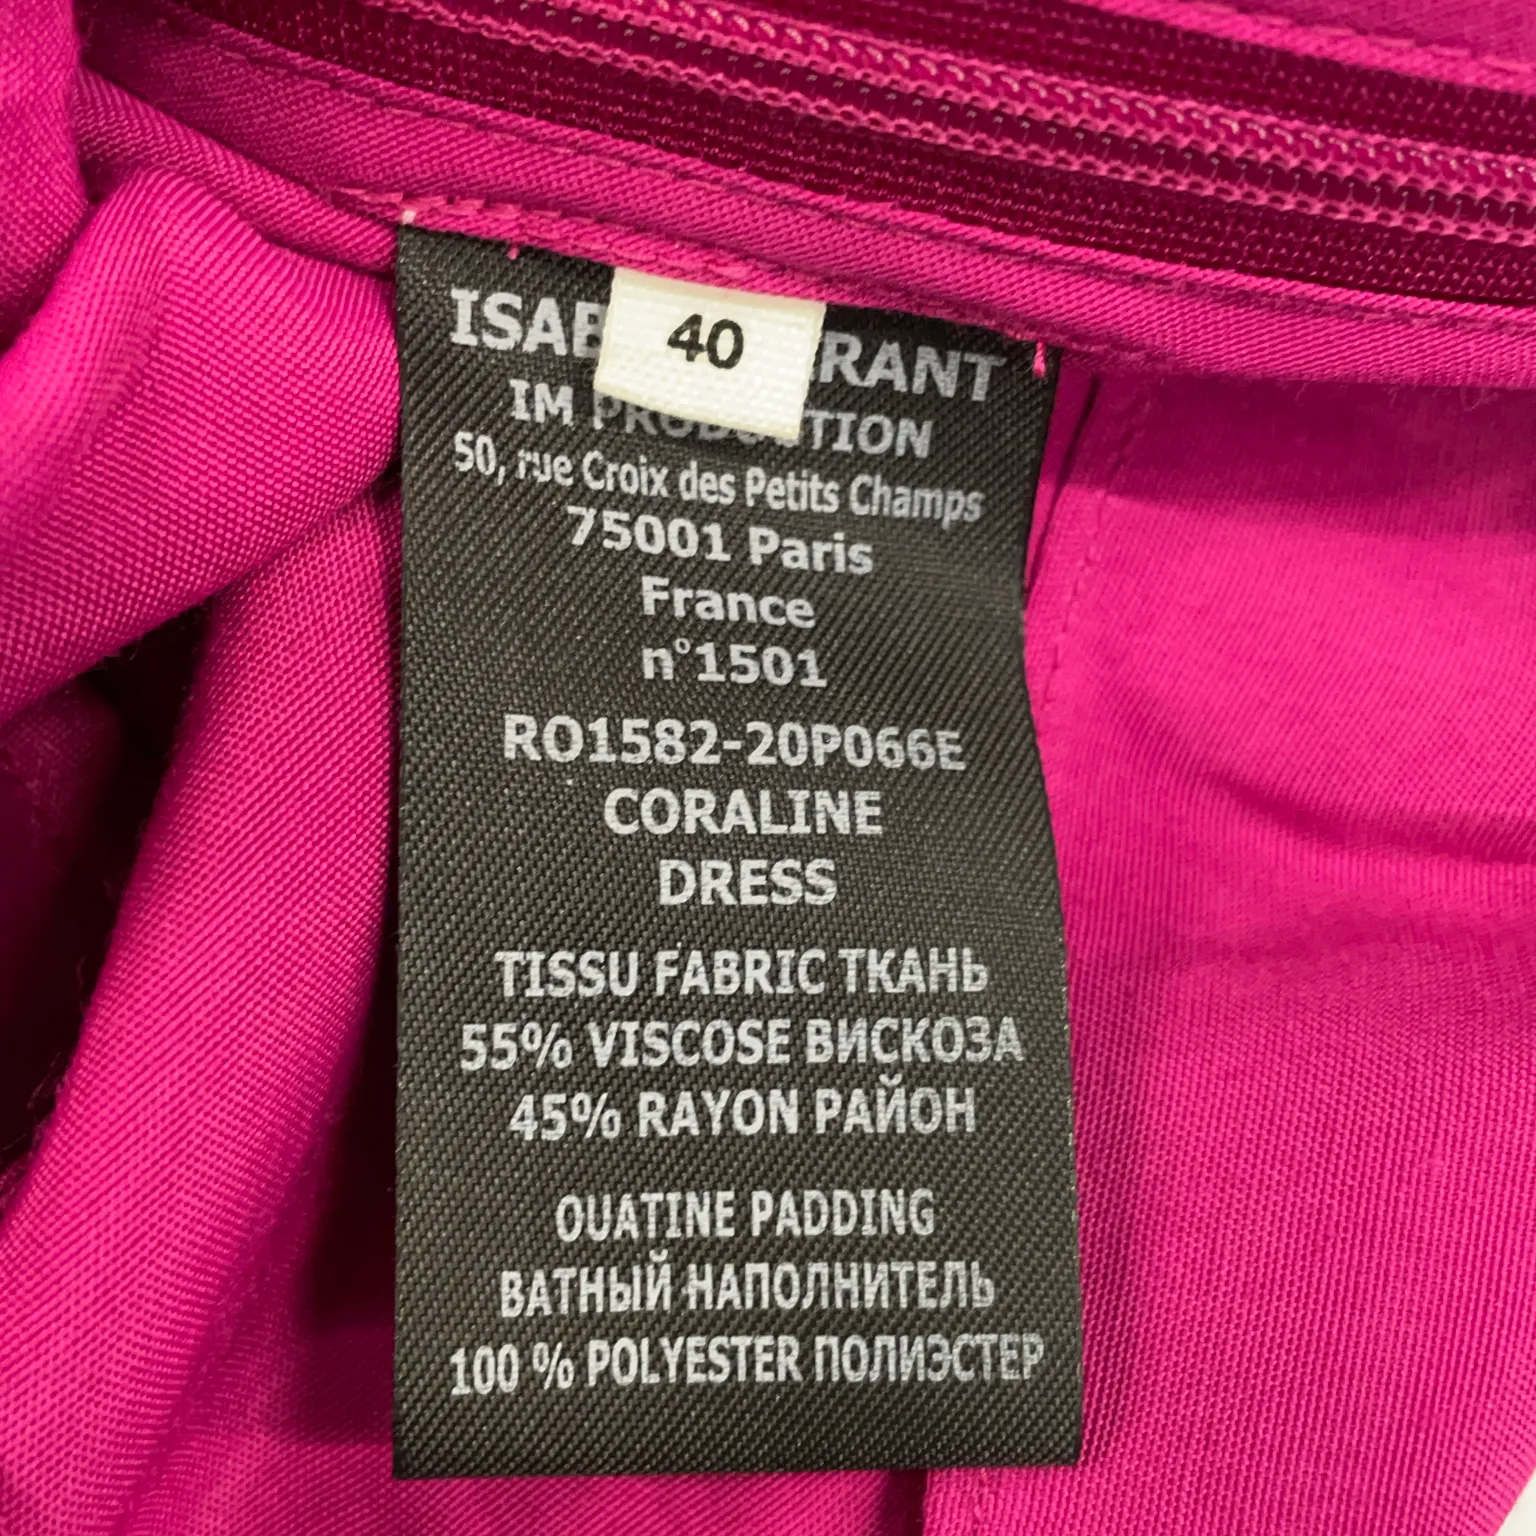 40
ISAB RANT
IM PRODUCTION
50, rue Croix des Petits Champs
75001 Paris
France
n°1501
RO1582-20P066E
CORALINE
DRESS
TISSU FABRIC ТКАНЬ
55% VISCOSE ВИСКОЗА
45% RAYON РАЙОН
OUATINE PADDING
ВАТНЫЙ НАПОЛНИТЕЛЬ
100 % POLYESTER ПОЛИЭСТЕР